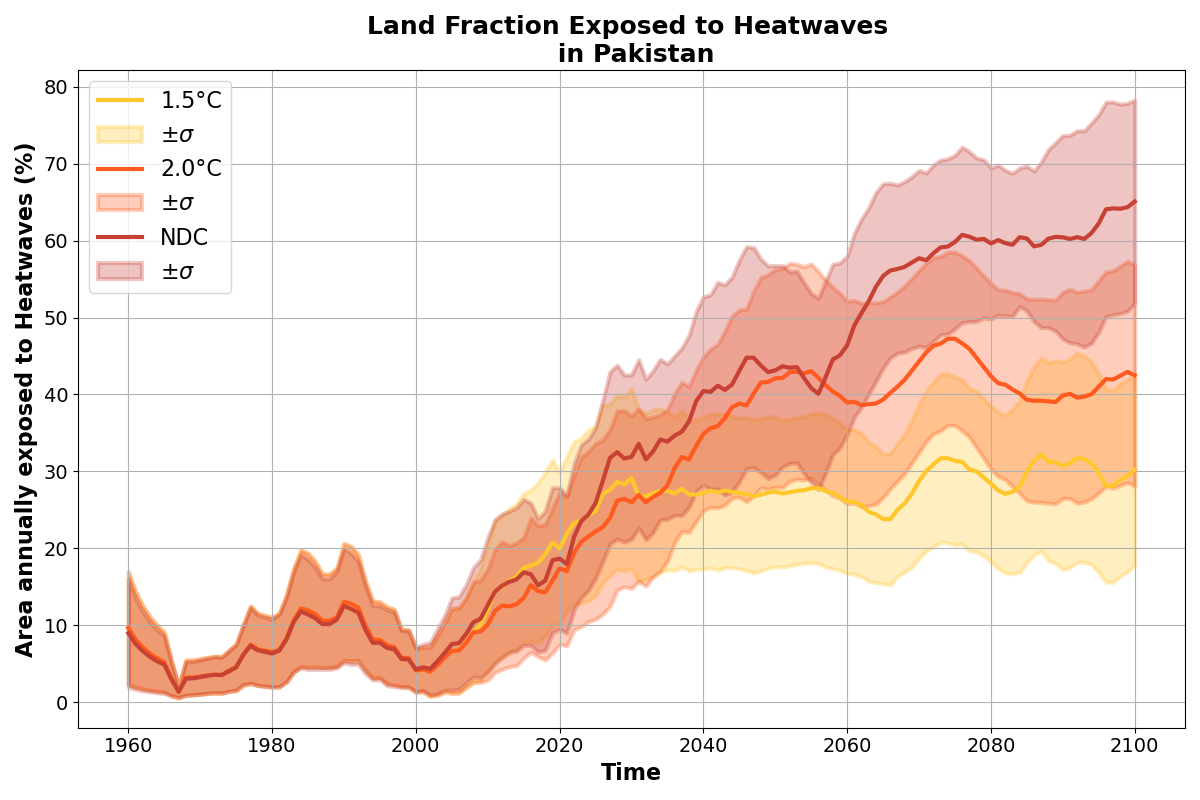 Land Fraction Exposed to Heatwaves
in Pakistan
Area annually exposed to Heatwaves (%)
80
70
60
50
40
30
20
10
0
1.5°C
±σ
2.0°C
±σ
NDC
±σ
1960 1980 2000 2020 2040 2060 2080 2100
Time